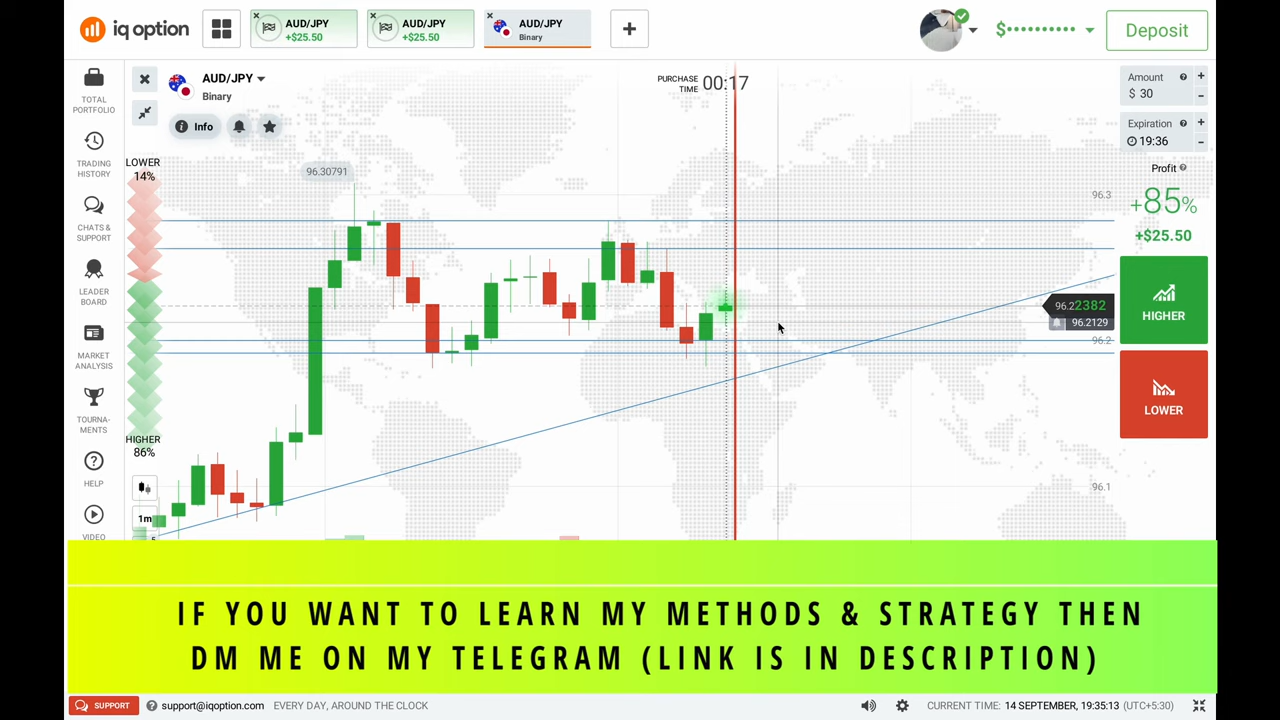 iq option
AUD/JPY
+$25.50
AUD/JPY
+$25.50
AUD/JPY
Binary
$••••••••••
Deposit
TOTAL
PORTFOLIO
TRADING
HISTORY
CHATS &
SUPPORT
LEADER
BOARD
MARKET
ANALYSIS
TOURNA-
MENTS
HELP
VIDEO
AUD/JPY
Binary
Info
PURCHASE
TIME
00:17
LOWER
14%
HIGHER
86%
1m
96.30791
96.3
96.22382
96.2129
96.2
96.1
Amount
$ 30
Expiration
19:36
Profit
+85%
+$25.50
HIGHER
LOWER
IF YOU WANT TO LEARN MY METHODS & STRATEGY THEN
DM ME ON MY TELEGRAM (LINK IS IN DESCRIPTION)
SUPPORT
support@iqoption.com
EVERY DAY, AROUND THE CLOCK
CURRENT TIME: 14 SEPTEMBER, 19:35:13 (UTC+5:30)